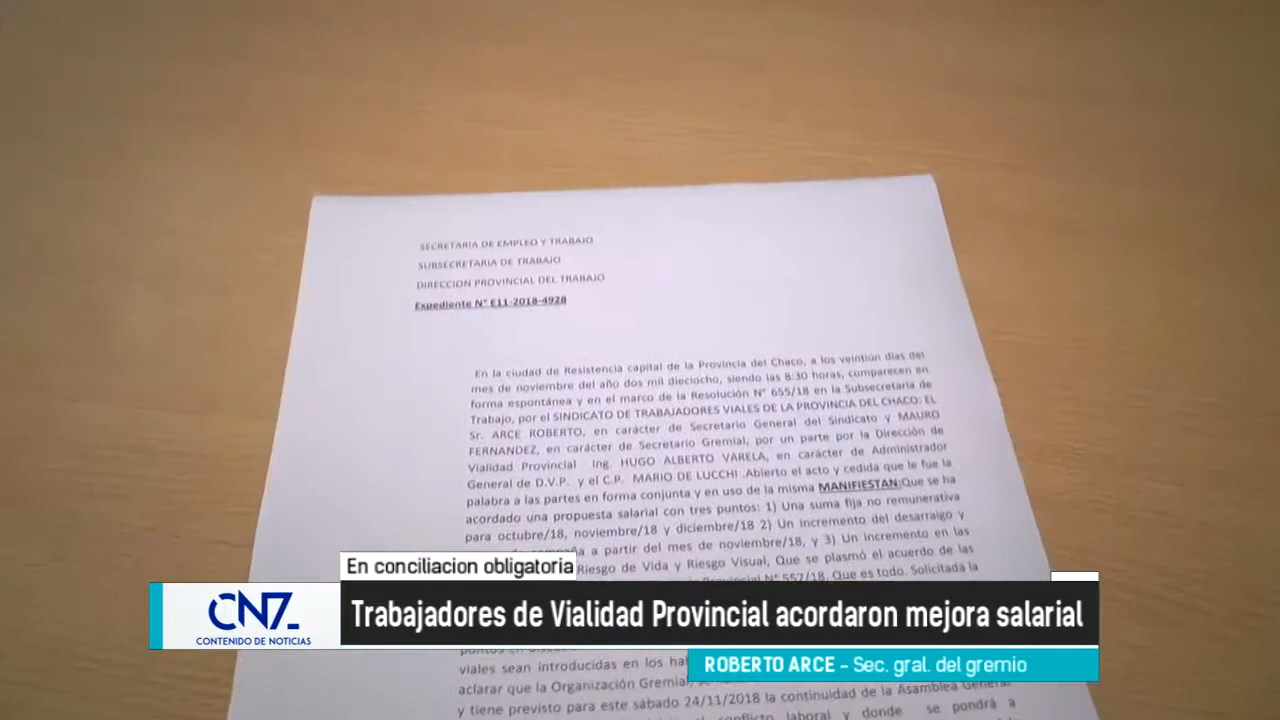 SECRETARIA DE EMPLEO Y TRABAJO
SUBSECRETARIA DE TRABAJO
DIRECCION PROVINCIAL DEL TRABAJO
Expediente N° E11-2018-4928
En la ciudad de Resistencia capital de la Provincia del Chaco, a los veintión dias del
mes de noviembre del año dos mil dieciocho, siendo las 8:30 horas, comparecen en
forma espontánea y en el marco de la Resolución N° 655/18 en la Subsecretaria de
Trabajo, por el SINDICATO DE TRABAJADORES VIALES DE LA PROVINCIA DEL CHACO: EL
Sr. ARCE ROBERTO, en carácter de Secretario General del Sindicato y MAURO
FERNANDEZ, en carácter de Secretario Gremial, por un parte por la Dirección de
Vialidad Provincial Ing. HUGO ALBERTO VARELA, en carácter de Administrador
General de D.V.P. y el C.P. MARIO DE LUCCHI .Abierto el acto y cedida que le fue la
palabra a las partes en forma conjunta y en uso de la misma MANIFIESTAN:Que se ha
acordado una propuesta salarial con tres puntos: 1) Una suma fija no remunerativa
para octubre/18, noviembre/18 y diciembre/18 2) Un incremento del desarraigo y
a partir del mes de noviembre/18, y 3) Un incremento en las
Riesgo de Vida y Riesgo Visual, Que se plasmó el acuerdo de las
N° 557/18. Que es todo. Solicitada la
En conciliacion obligatoria
CNZ
CONTENIDO DE NOTICIAS
Trabajadores de Vialidad Provincial acordaron mejora salarial
ROBERTO ARCE – Sec. gral. del gremio
viales sean introducidas en los
aclarar que la Organización Gremial,
y tiene previsto para este sábado 24/11/2018 la continuidad de la Asamblea General
conflicto laboral y donde se pondrá a